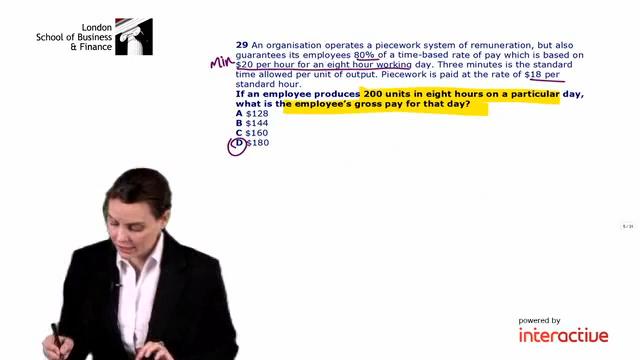 London
School of Business
& Finance
29 An organisation operates a piecework system of remuneration, but also
guarantees its employees 80% of a time-based rate of pay which is based on
Min $20 per hour for an eight hour working day. Three minutes is the standard
time allowed per unit of output. Piecework is paid at the rate of $18 per
standard hour.
If an employee produces 200 units in eight hours on a particular day,
what is the employee's gross pay for that day?
A $128
B $144
C $160
D $180
5 / 31
powered by
interactive